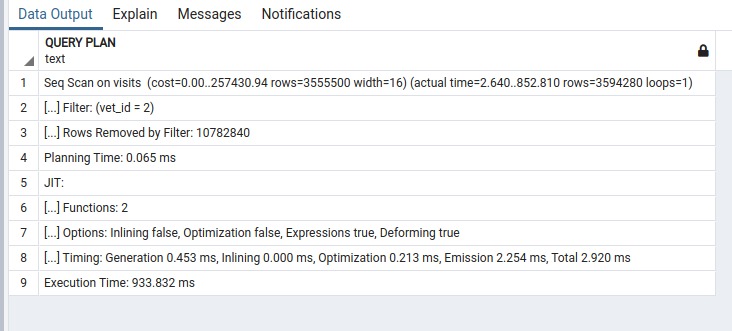 Data Output Explain Messages Notifications
QUERY PLAN
text
1 Seq Scan on visits (cost=0.00..257430.94 rows=3555500 width=16) (actual time=2.640..852.810 rows=3594280 loops=1)
2 [...] Filter: (vet_id = 2)
3 [...] Rows Removed by Filter: 10782840
4 Planning Time: 0.065 ms
5 JIT:
6 [...] Functions: 2
7 [...] Options: Inlining false, Optimization false, Expressions true, Deforming true
8 [...] Timing: Generation 0.453 ms, Inlining 0.000 ms, Optimization 0.213 ms, Emission 2.254 ms, Total 2.920 ms
9 Execution Time: 933.832 ms